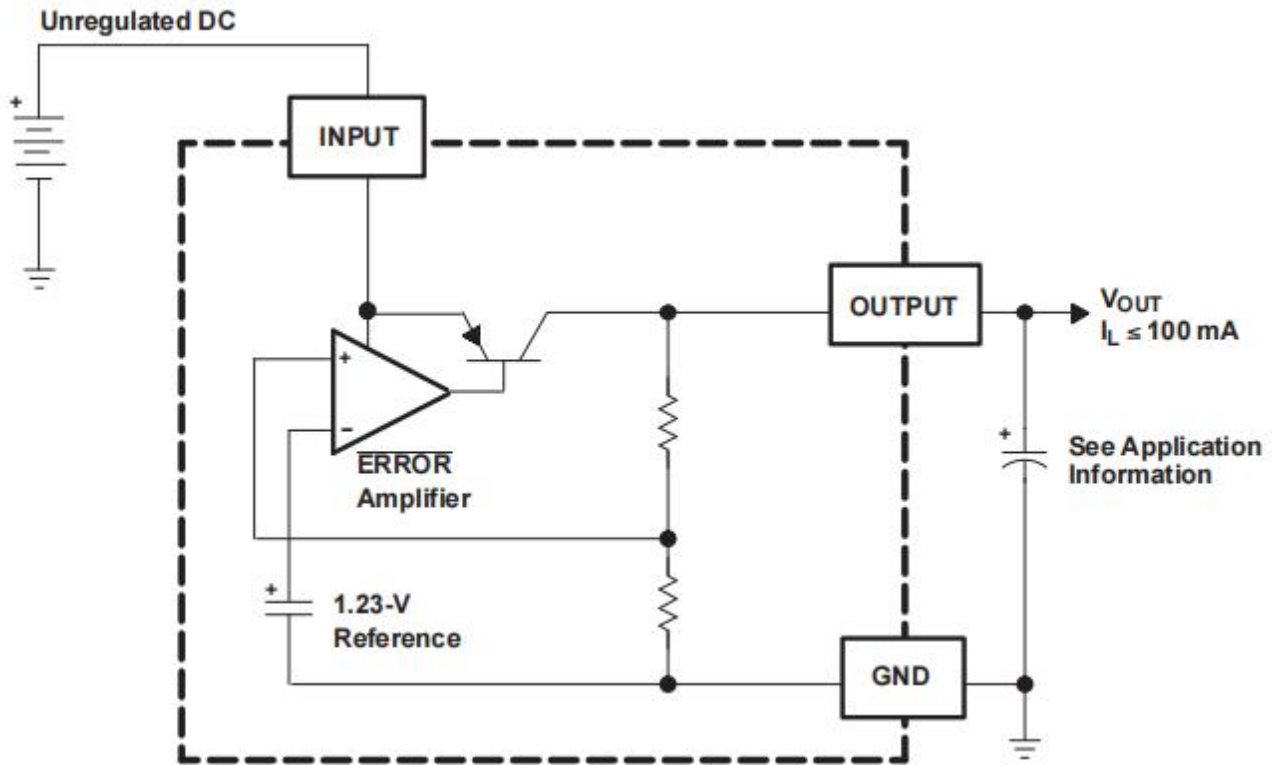 Unregulated DC
+
INPUT
OUTPUT
VOUT
IL ≤ 100 mA
+
−
ERROR
Amplifier
+
See Application
Information
+
1.23-V
Reference
GND